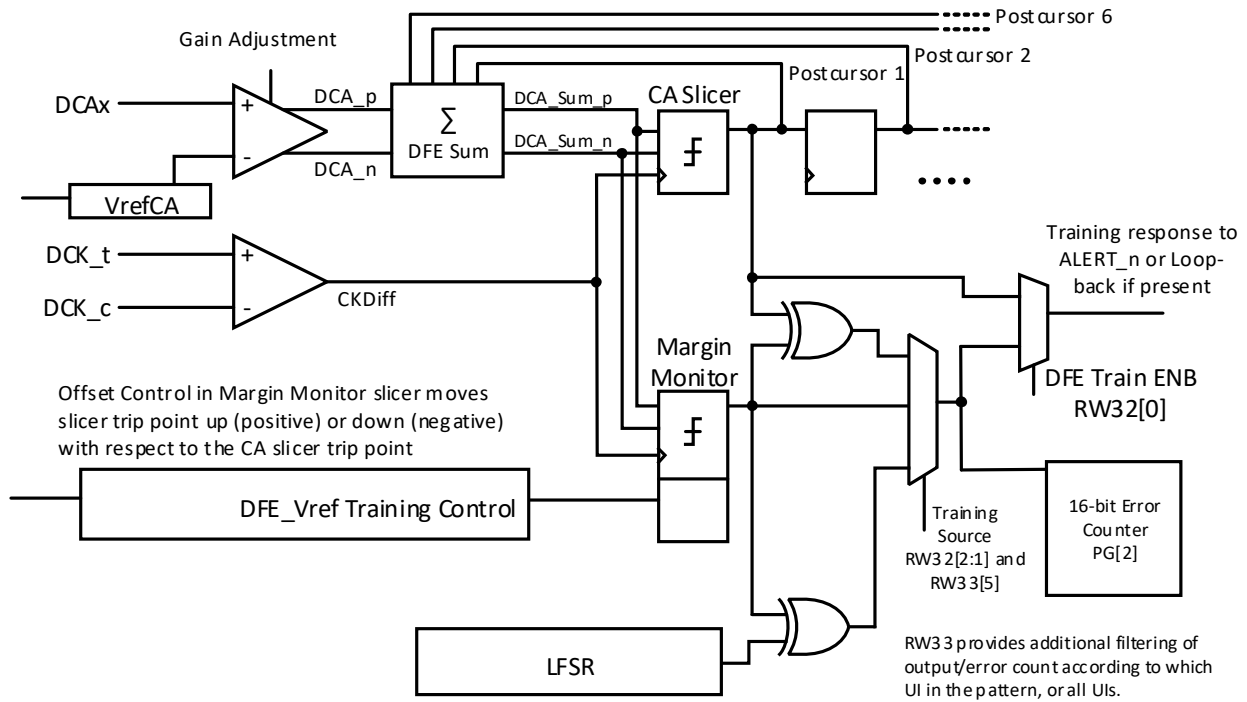 Postcursor 6
Gain Adjustment
Postcursor 2
Postcursor 1
DCAx
+
-
DCA_p
DCA_n
∑
DFE Sum
DCA_Sum_p
DCA_Sum_n
CA Slicer
VrefCA
DCK_t
DCK_c
+
-
CKDiff
Training response to
ALERT_n or Loop-
back if present
Margin
Monitor
DFE Train ENB
RW32[0]
Offset Control in Margin Monitor slicer moves
slicer trip point up (positive) or down (negative)
with respect to the CA slicer trip point
DFE_Vref Training Control
Training
Source
RW32[2:1] and
RW33[5]
16-bit Error
Counter
PG[2]
LFSR
RW33 provides additional filtering of
output/error count according to which
UI in the pattern, or all UIs.